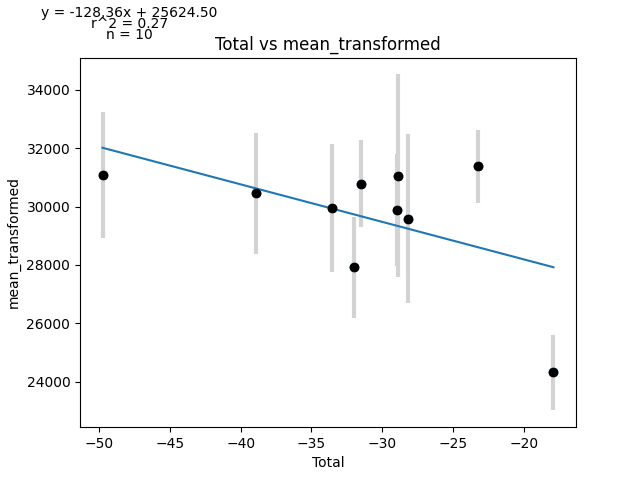 y = -128.36x + 25624.50
r^2 = 0.27
n = 10
Total vs mean_transformed
34000
32000
30000
28000
26000
24000
mean_transformed
−50
−45
−40
−35
−30
−25
−20
Total